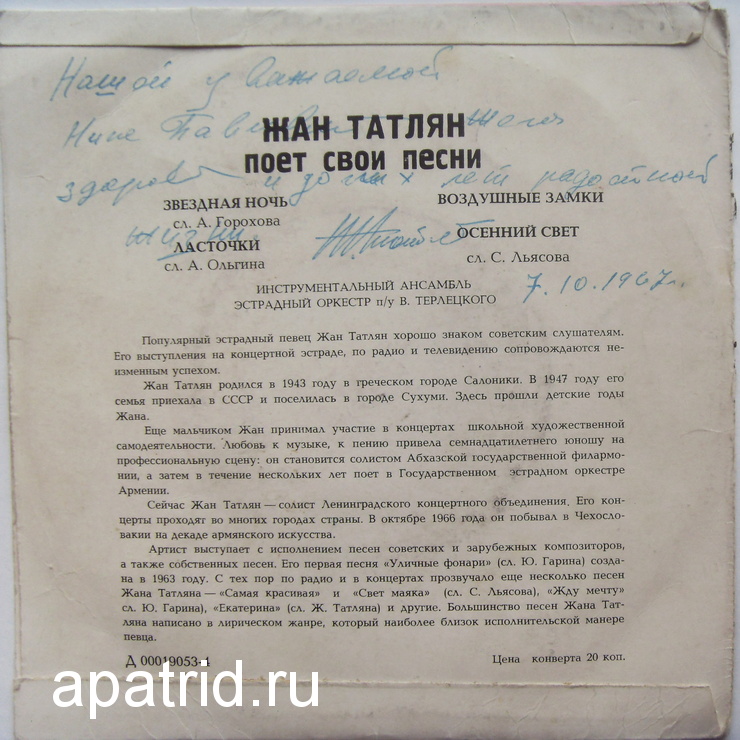 Нашей уважаемой
ЖАН ТАТЛЯН
Нине
поет свои песни
и долгих лет радостной
ЗВЕЗДНАЯ НОЧЬ
сл. А. Горохова
ВОЗДУШНЫЕ ЗАМКИ
жизни
ЛАСТОЧКИ
сл. А. Ольгина
ОСЕННИЙ СВЕТ
сл. С. Льясова
ИНСТРУМЕНТАЛЬНЫЙ АНСАМБЛЬ
ЭСТРАДНЫЙ ОРКЕСТР п/у В. ТЕРЛЕЦКОГО
7.10.1967г.
Популярный эстрадный певец Жан Татлян хорошо знаком советским слушателям.
Его выступления на концертной эстраде, по радио и телевидению сопровождаются не-
изменным успехом.
Жан Татлян родился в 1943 году в греческом городе Салоники. В 1947 году его
семья приехала в СССР и поселилась в городе Сухуми. Здесь прошли детские годы
Жана.
Еще мальчиком Жан принимал участие в концертах школьной художественной
самодеятельности. Любовь к музыке, к пению привела семнадцатилетнего юношу на
профессиональную сцену: он становится солистом Абхазской государственной филармо-
нии, а затем в течение нескольких лет поет в Государственном эстрадном оркестре
Армении.
Сейчас Жан Татлян — солист Ленинградского концертного объединения. Его кон-
церты проходят во многих городах страны. В октябре 1966 года он побывал в Чехосло-
вакии на декаде армянского искусства.
Артист выступает с исполнением песен советских и зарубежных композиторов,
а также собственных песен. Его первая песня «Уличные фонари» (сл. Ю. Гарина) созда-
на в 1963 году. С тех пор по радио и в концертах прозвучало еще несколько песен
Жана Татляна — «Самая красивая» и «Свет маяка» (сл. С. Льясова), «Жду мечту»
сл. Ю. Гарина), «Екатерина» (сл. Ж. Татляна) и другие. Большинство песен Жана Тат-
ляна написано в лирическом жанре, который наиболее близок исполнительской манере
певца.
Д 00019053-4
Цена конверта 20 коп.
apatrid.ru